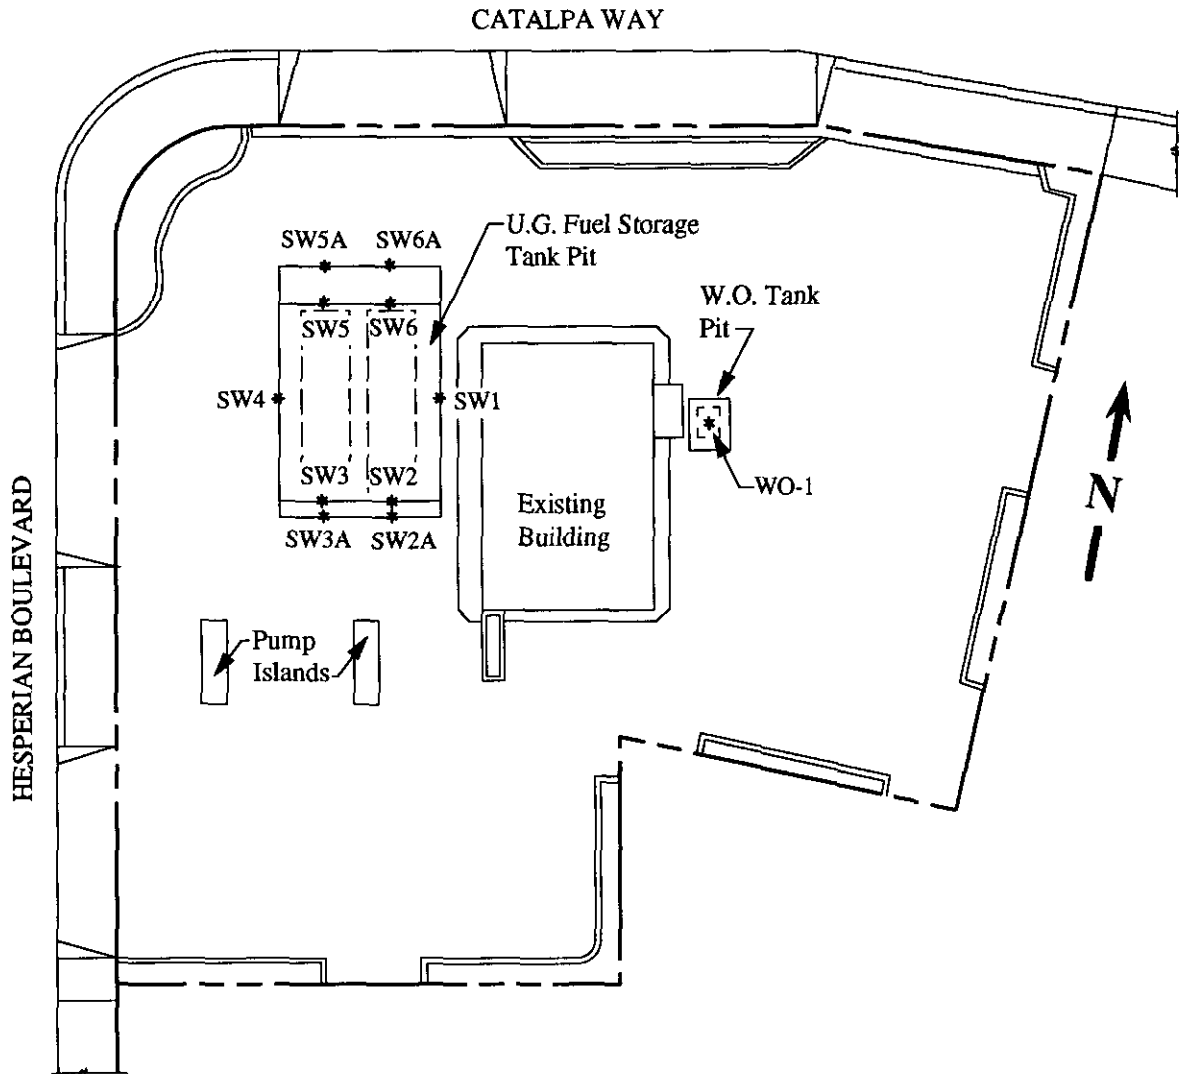 CATALPA WAY
U.G. Fuel Storage
Tank Pit
SW5A
SW6A
W.O. Tank
Pit
SW5
SW6
SW4
SW1
SW3
SW2
WO-1
SW3A
SW2A
Existing
Building
N
HESPERIAN BOULEVARD
Pump
Islands